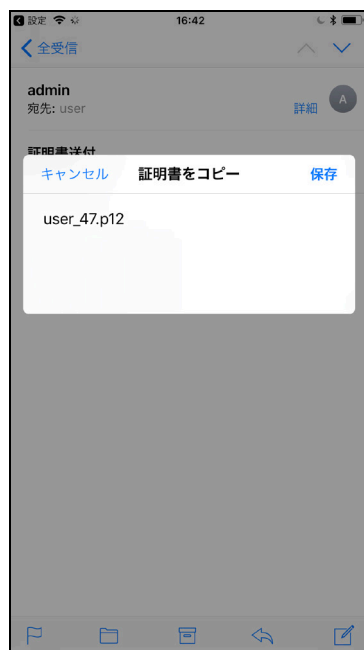 設定
16:42
全受信
admin
A
宛先: user
詳細
証明書送付
キャンセル 証明書をコピー 保存
user_47.p12